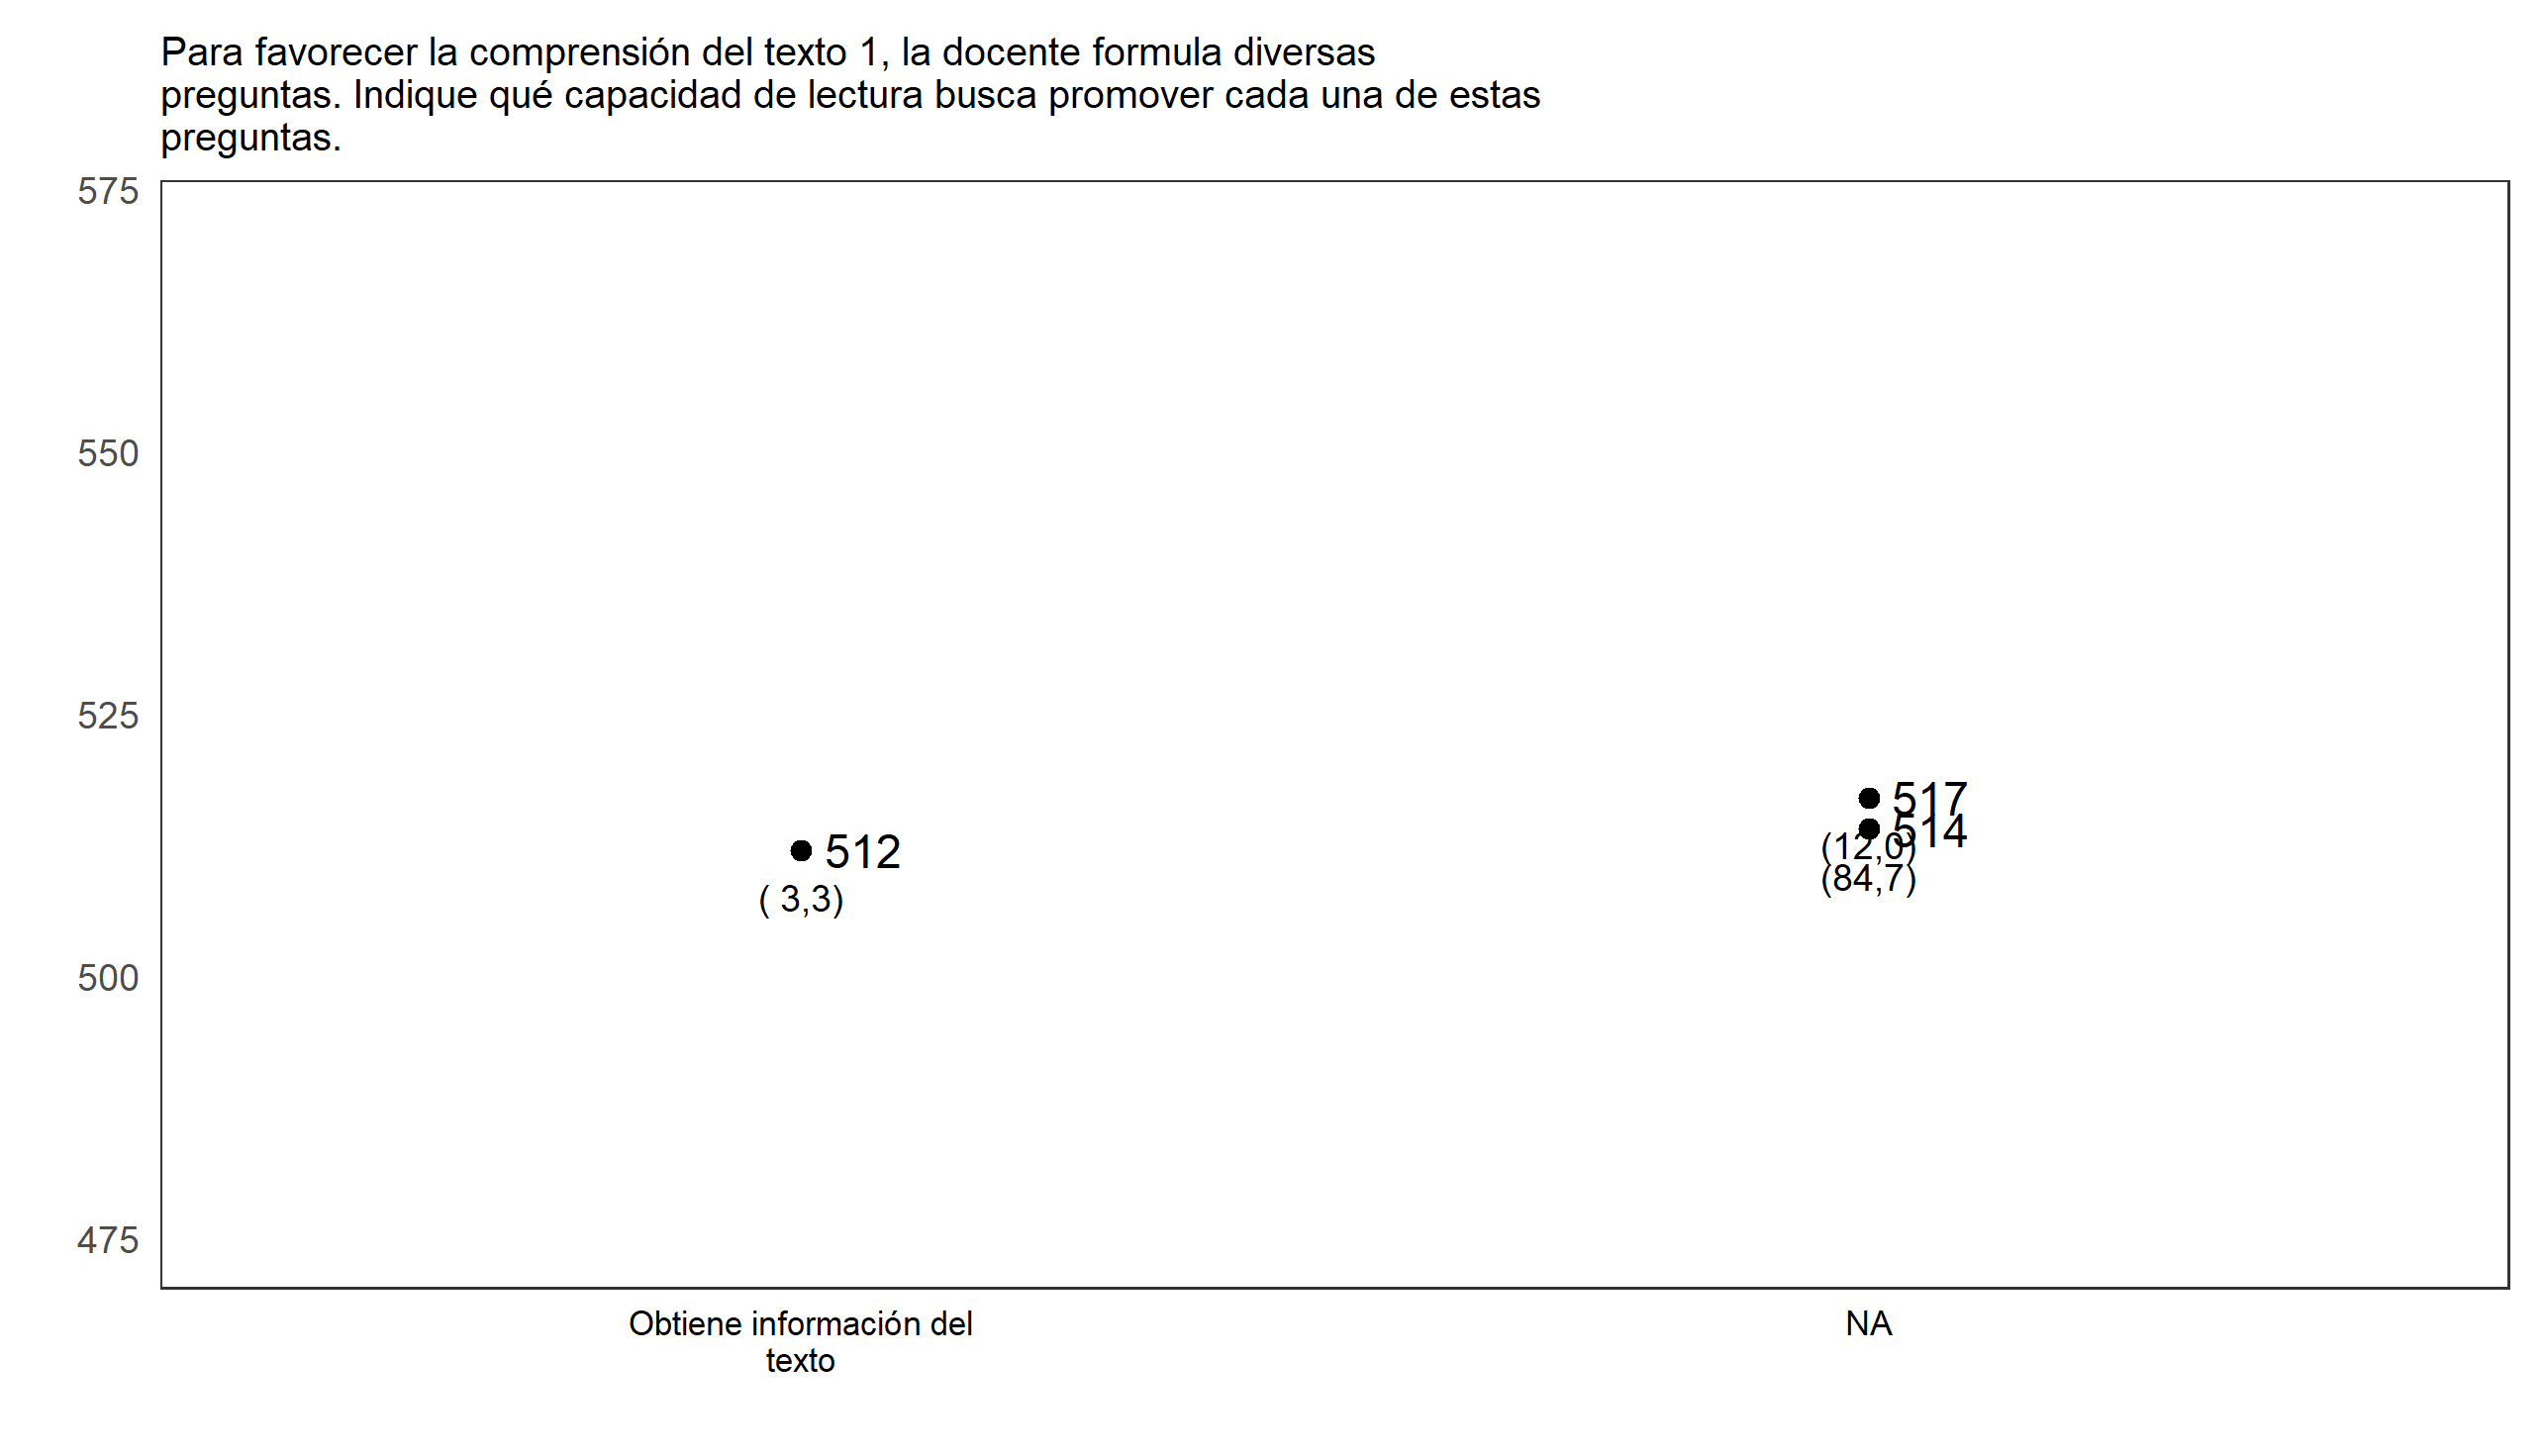 Para favorecer la comprensión del texto 1, la docente formula diversas
preguntas. Indique qué capacidad de lectura busca promover cada una de estas
preguntas.
575
550
525
500
475
512
( 3,3)
517
514
(12,0)
(84,7)
Obtiene información del
texto
NA